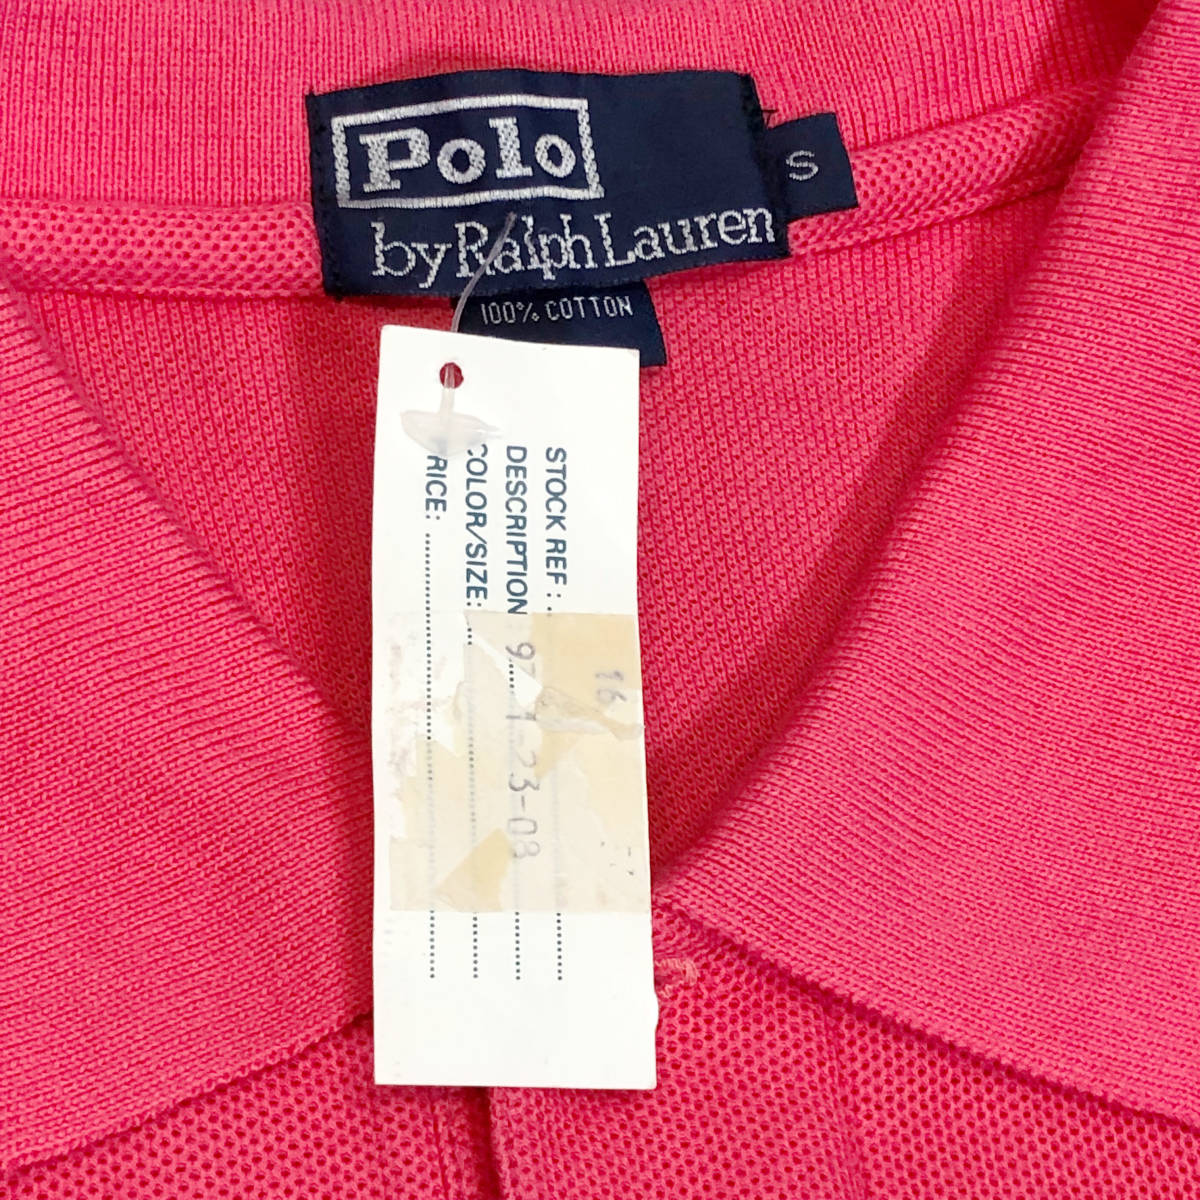 Polo
by Ralph Lauren
S
100% COTTON
STOCK REF : ..
DESCRIPTION
COLOR/SIZE: ...
RICE: ..........
16
23-08